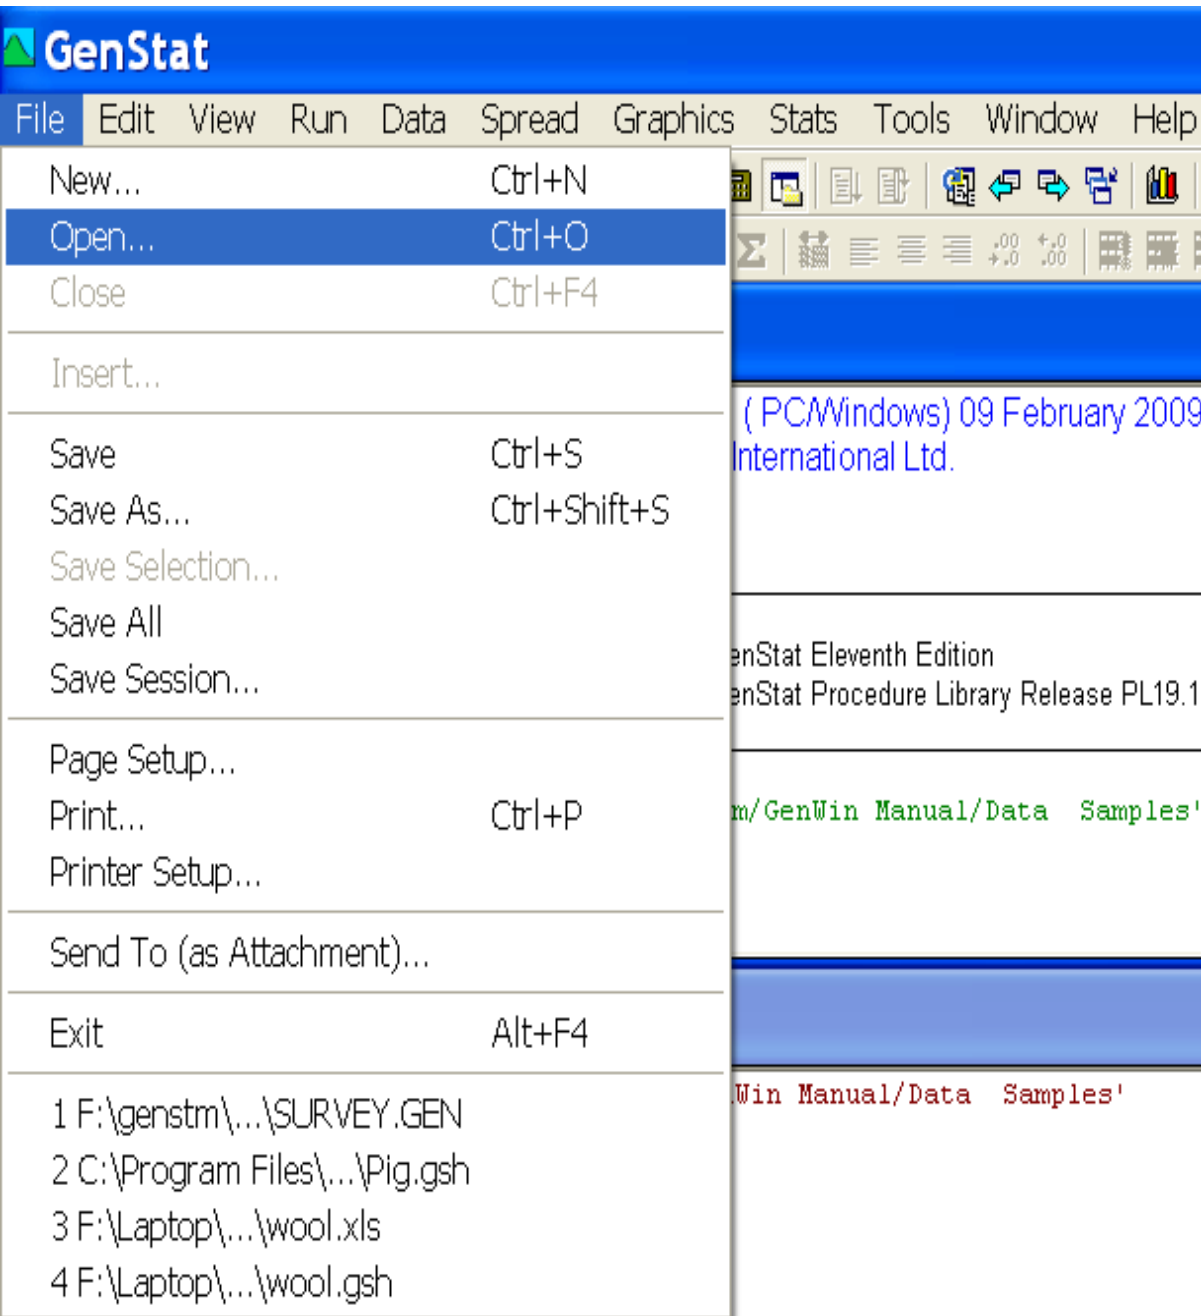 GenStat
File Edit View Run Data Spread Graphics Stats Tools Window Help
New... Ctrl+N
Open... Ctrl+O
Close Ctrl+F4
Insert...
Save Ctrl+S
Save As... Ctrl+Shift+S
Save Selection...
Save All
Save Session...
Page Setup...
Print... Ctrl+P
Printer Setup...
Send To (as Attachment)...
Exit Alt+F4
1 F:\genstm\...\SURVEY.GEN
2 C:\Program Files\...\Pig.gsh
3 F:\Laptop\...\wool.xls
4 F:\Laptop\...\wool.gsh
( PC/Windows) 09 February 2009
International Ltd.
enStat Eleventh Edition
enStat Procedure Library Release PL19.1
m/GenWin Manual/Data Samples'
Win Manual/Data Samples'